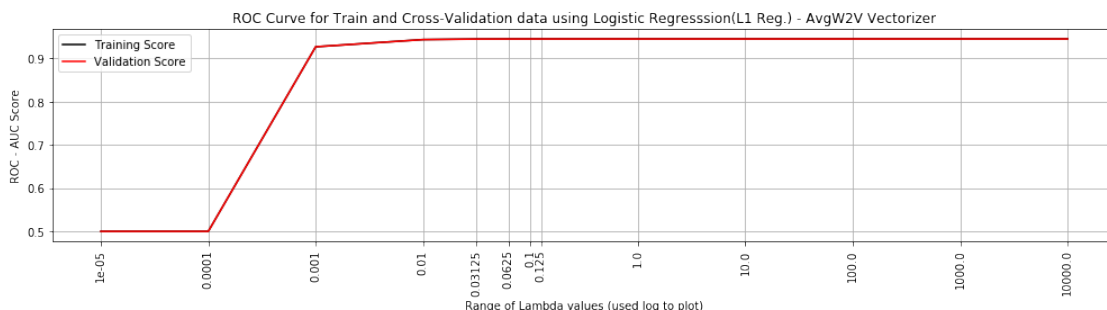 ROC Curve for Train and Cross-Validation data using Logistic Regresssion(L1 Reg.) - AvgW2V Vectorizer
Training Score
Validation Score
ROC - AUC Score
0.9
0.8
0.7
0.6
0.5
1e-05
0.0001
0.001
0.01
0.03125
0.0625
0.1
0.125
1.0
10.0
100.0
1000.0
10000.0
Range of Lambda values (used log to plot)